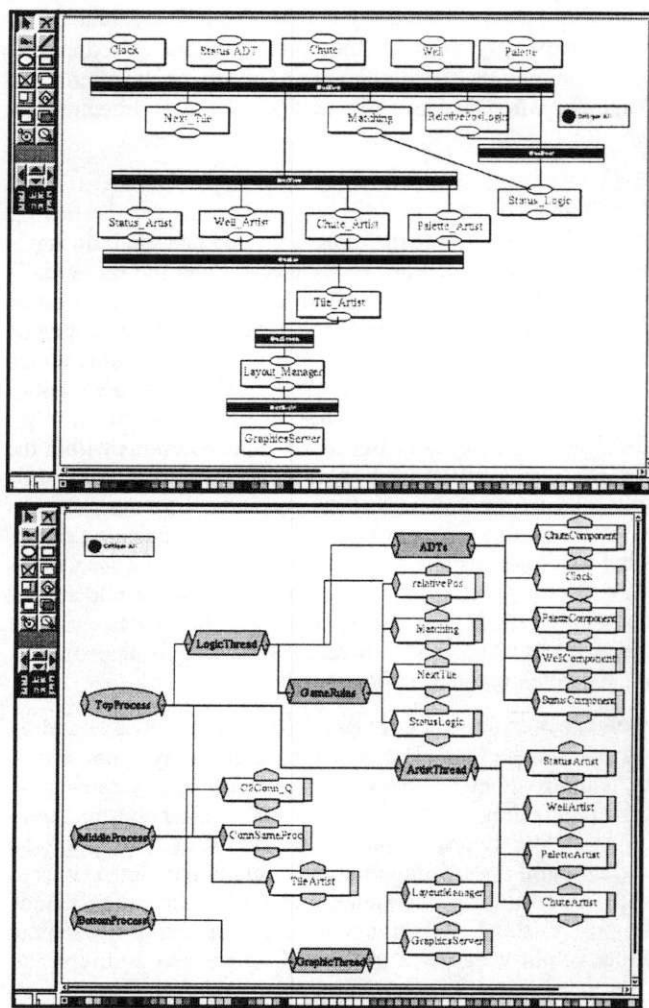 Clock Status ADT Chute Well Palette
Next_Tile Matching RelativePosLogic
Status_Logic
Status_Artist Well_Artist Chute_Artist Palette_Artist
Tile_Artist
Layout_Manager
GraphicsServer
ADTs
ChuteComponent
relativePos
Clock
LogicThread
Matching
WellComponent
GameRules
NextTile
TopProcess
StatusComponent
StatusLogic
ArtistThread
StatusArtist
C2Conn_Q
WellArtist
MiddleProcess
ConnSameProc
PaletteArtist
TileArtist
LayoutManager
ChuteArtist
BottomProcess
GraphicsServer
GraphicThread